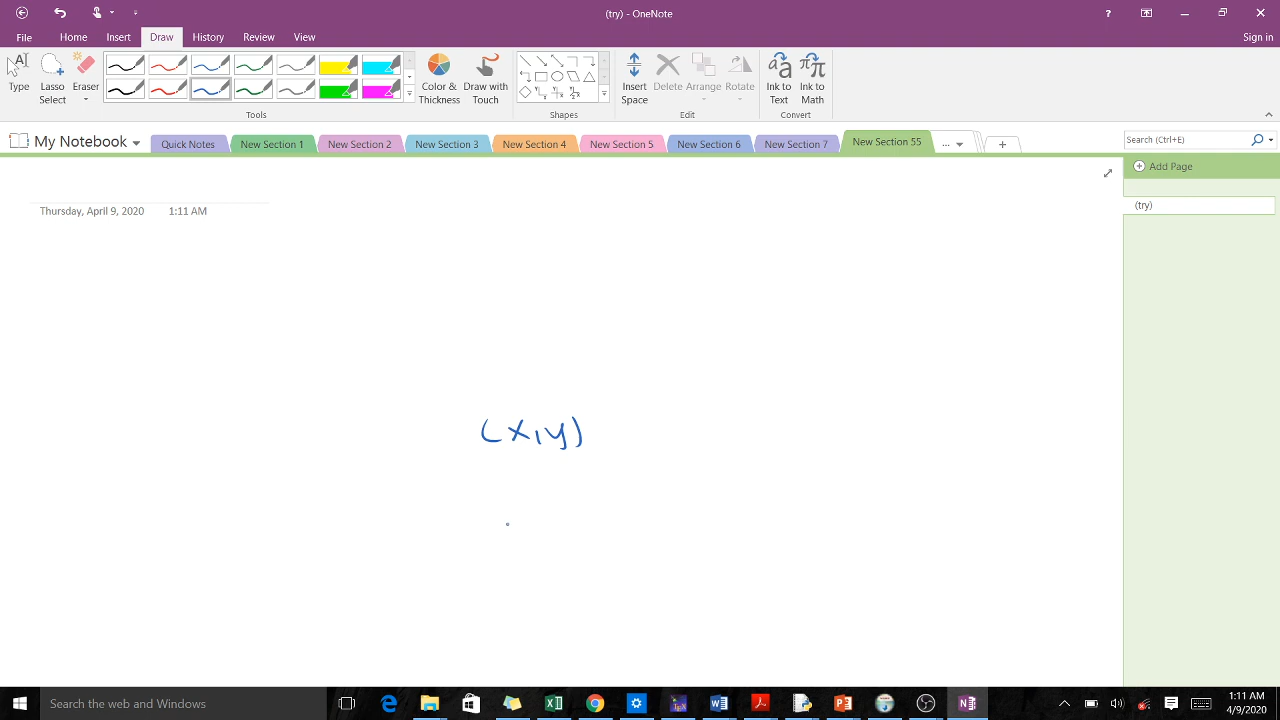 (try) - OneNote
?
File Home Insert Draw History Review View
Sign in
Type
Lasso Select
Eraser
Color & Thickness
Draw with Touch
Insert Space
Delete
Arrange
Rotate
Ink to Text
Ink to Math
Tools
Shapes
Edit
Convert
My Notebook
Quick Notes
New Section 1
New Section 2
New Section 3
New Section 4
New Section 5
New Section 6
New Section 7
New Section 55
...
Search (Ctrl+E)
Add Page
(try)
Thursday, April 9, 2020 1:11 AM
(x,y)
Search the web and Windows
1:11 AM
4/9/2020